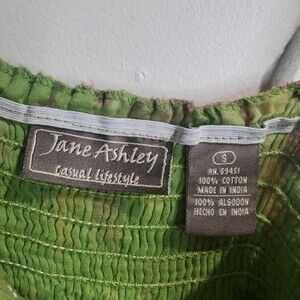 Jane Ashley
casual lifestyle
S
RN. 59451
100% COTTON
MADE IN INDIA
100% ALGODON
HECHO EN INDIA